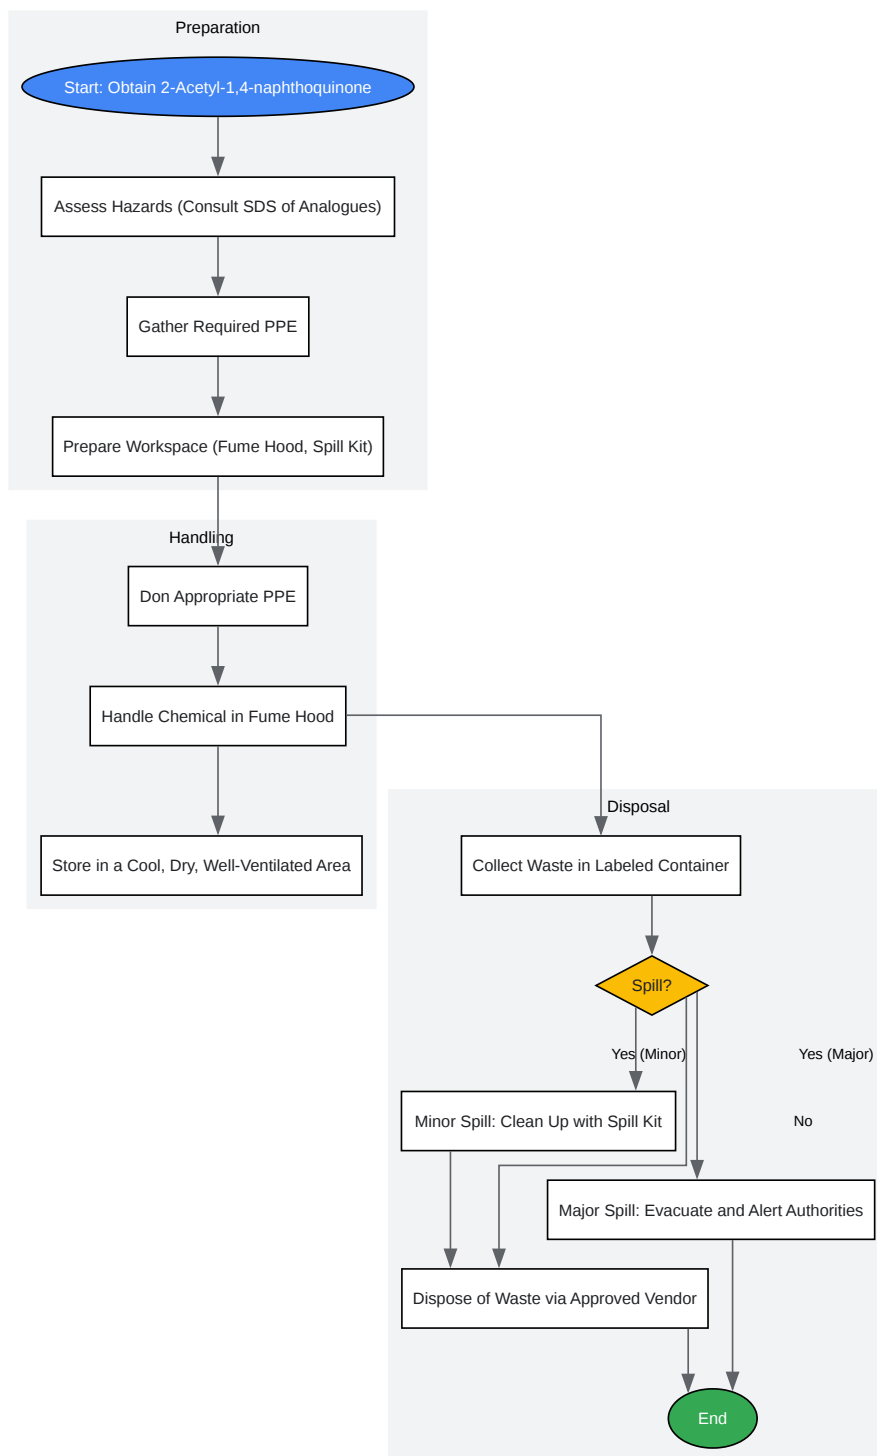 Preparation
Start: Obtain 2-Acetyl-1,4-naphthoquinone
Assess Hazards (Consult SDS of Analogues)
Gather Required PPE
Prepare Workspace (Fume Hood, Spill Kit)
Handling
Don Appropriate PPE
Handle Chemical in Fume Hood
Store in a Cool, Dry, Well-Ventilated Area
Disposal
Collect Waste in Labeled Container
Spill?
Yes (Minor)
Yes (Major)
Minor Spill: Clean Up with Spill Kit
No
Major Spill: Evacuate and Alert Authorities
Dispose of Waste via Approved Vendor
End